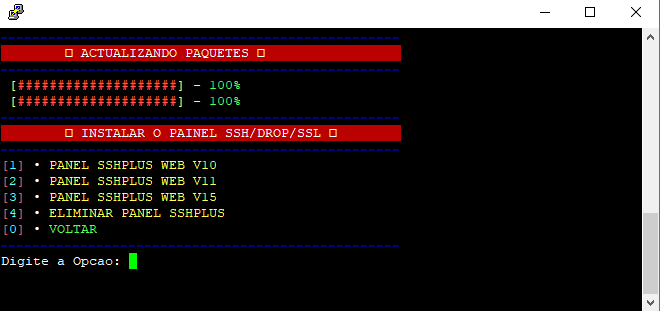 ▯ ACTUALIZANDO PAQUETES ▯
[####################] - 100%
[####################] - 100%
▯ INSTALAR O PAINEL SSH/DROP/SSL ▯
[1] • PANEL SSHPLUS WEB V10
[2] • PANEL SSHPLUS WEB V11
[3] • PANEL SSHPLUS WEB V15
[4] • ELIMINAR PANEL SSHPLUS
[0] • VOLTAR
Digite a Opcao: